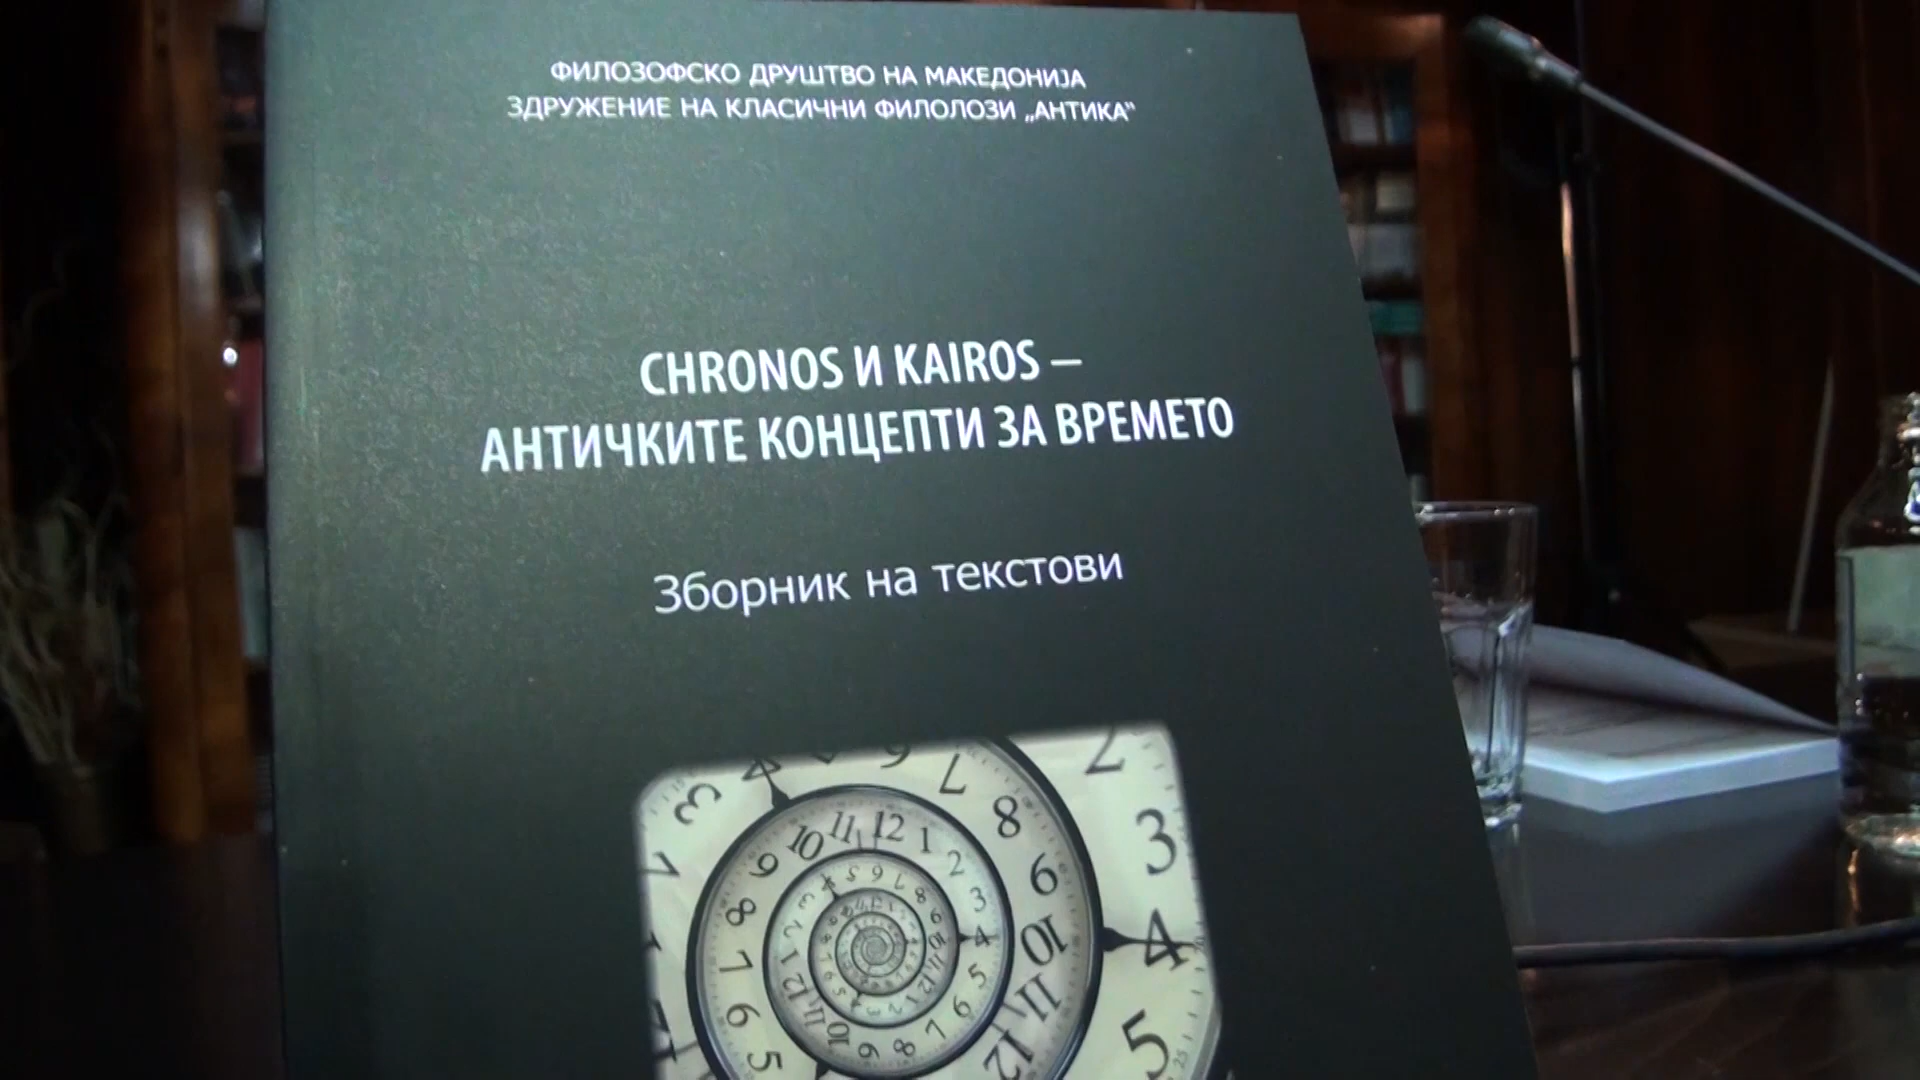 ФИЛОЗОФСКО ДРУШТВО НА МАКЕДОНИЈА
ЗДРУЖЕНИЕ НА КЛАСИЧНИ ФИЛОЛОЗИ „АНТИКА“
CHRONOS И KAIROS –
АНТИЧКИТЕ КОНЦЕПТИ ЗА ВРЕМЕТО
Зборник на текстови